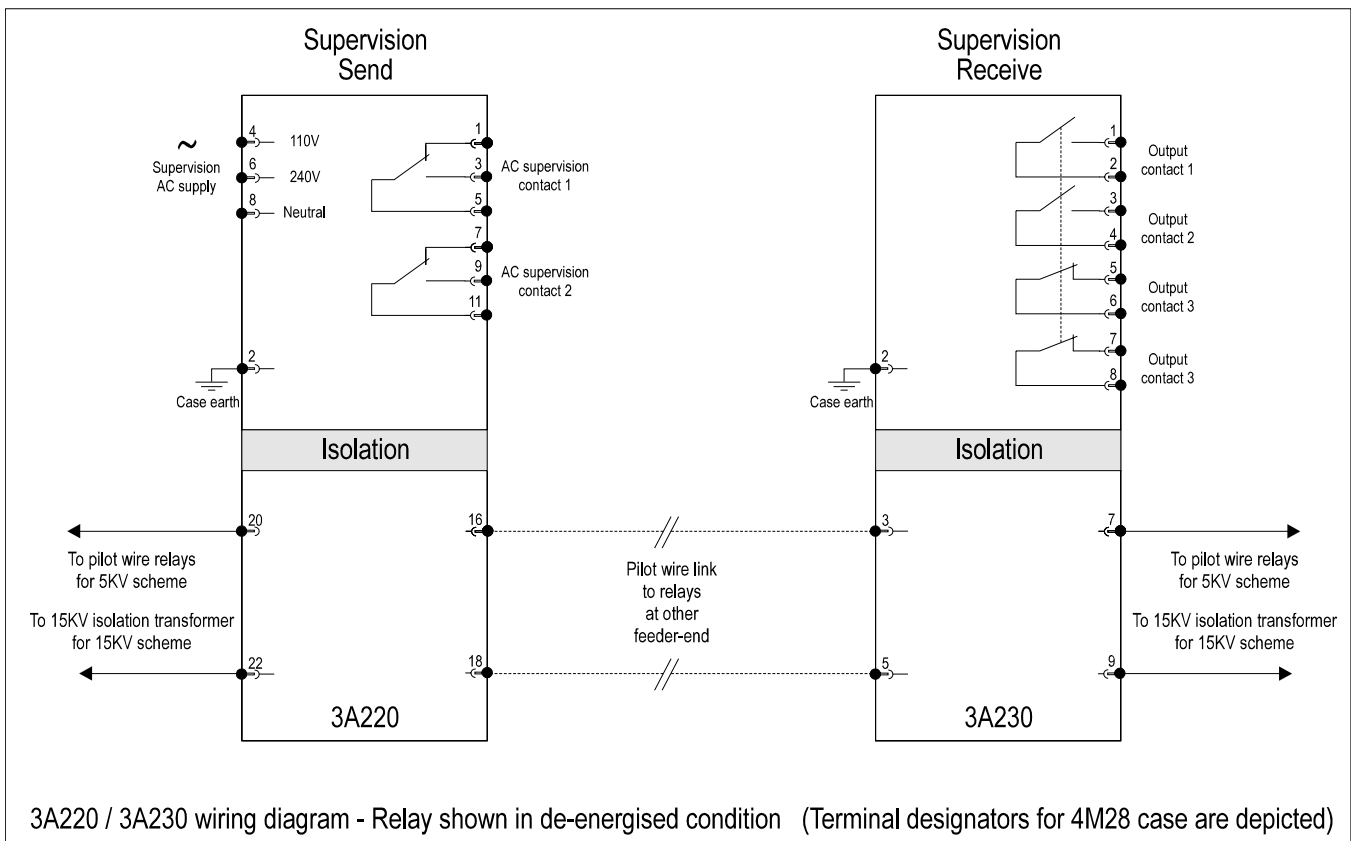 Supervision
Send
Supervision
Receive
~
Supervision
AC supply
4
110V
6
240V
8
Neutral
1
3
5
AC supervision
contact 1
7
9
11
AC supervision
contact 2
2
Case earth
1
2
Output
contact 1
3
4
Output
contact 2
5
6
Output
contact 3
7
8
Output
contact 3
2
Case earth
Isolation
Isolation
20
16
3
7
To pilot wire relays
for 5KV scheme
To 15KV isolation transformer
for 15KV scheme
22
18
Pilot wire link
to relays
at other
feeder-end
5
9
To pilot wire relays
for 5KV scheme
To 15KV isolation transformer
for 15KV scheme
3A220
3A230
3A220 / 3A230 wiring diagram - Relay shown in de-energised condition (Terminal designators for 4M28 case are depicted)